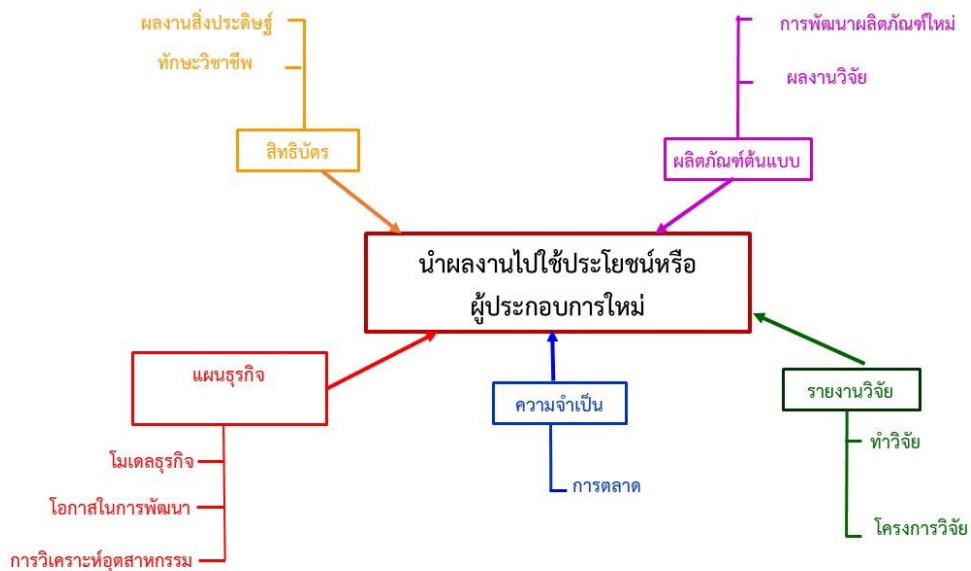 ผลงานสิ่งประดิษฐ์
ทักษะวิชาชีพ
สิทธิบัตร
การพัฒนาผลิตภัณฑ์ใหม่
ผลงานวิจัย
ผลิตภัณฑ์ต้นแบบ
นำผลงานไปใช้ประโยชน์หรือ
ผู้ประกอบการใหม่
แผนธุรกิจ
โมเดลธุรกิจ
โอกาสในการพัฒนา
การวิเคราะห์อุตสาหกรรม
ความจำเป็น
การตลาด
รายงานวิจัย
ทำวิจัย
โครงการวิจัย